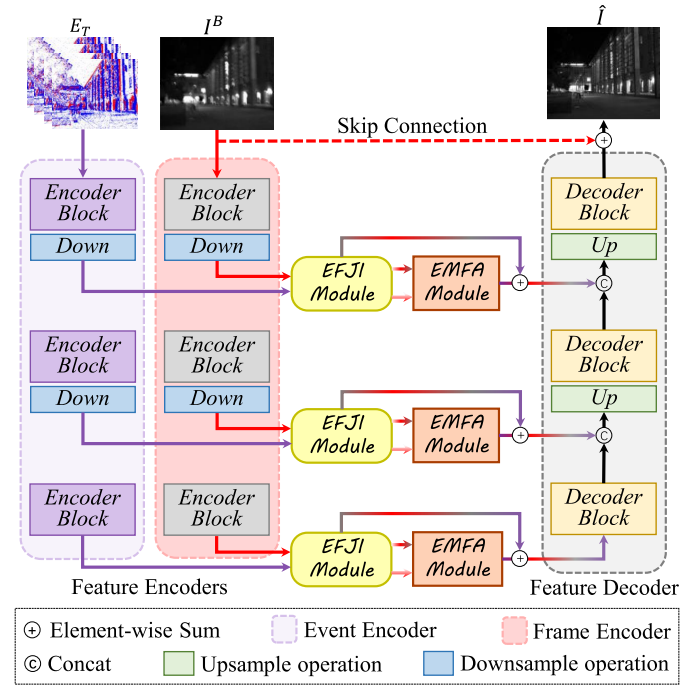 E_T
I^B
Î
Skip Connection
Encoder
Block
Down
Encoder
Block
Down
Decoder
Block
Up
EFJI
Module
EMFA
Module
+
C
Encoder
Block
Down
Encoder
Block
Down
EFJI
Module
EMFA
Module
+
Decoder
Block
Up
C
Encoder
Block
Encoder
Block
EFJI
Module
EMFA
Module
+
Decoder
Block
Feature Encoders
Feature Decoder
+ Element-wise Sum
Event Encoder
Frame Encoder
© Concat
Upsample operation
Downsample operation